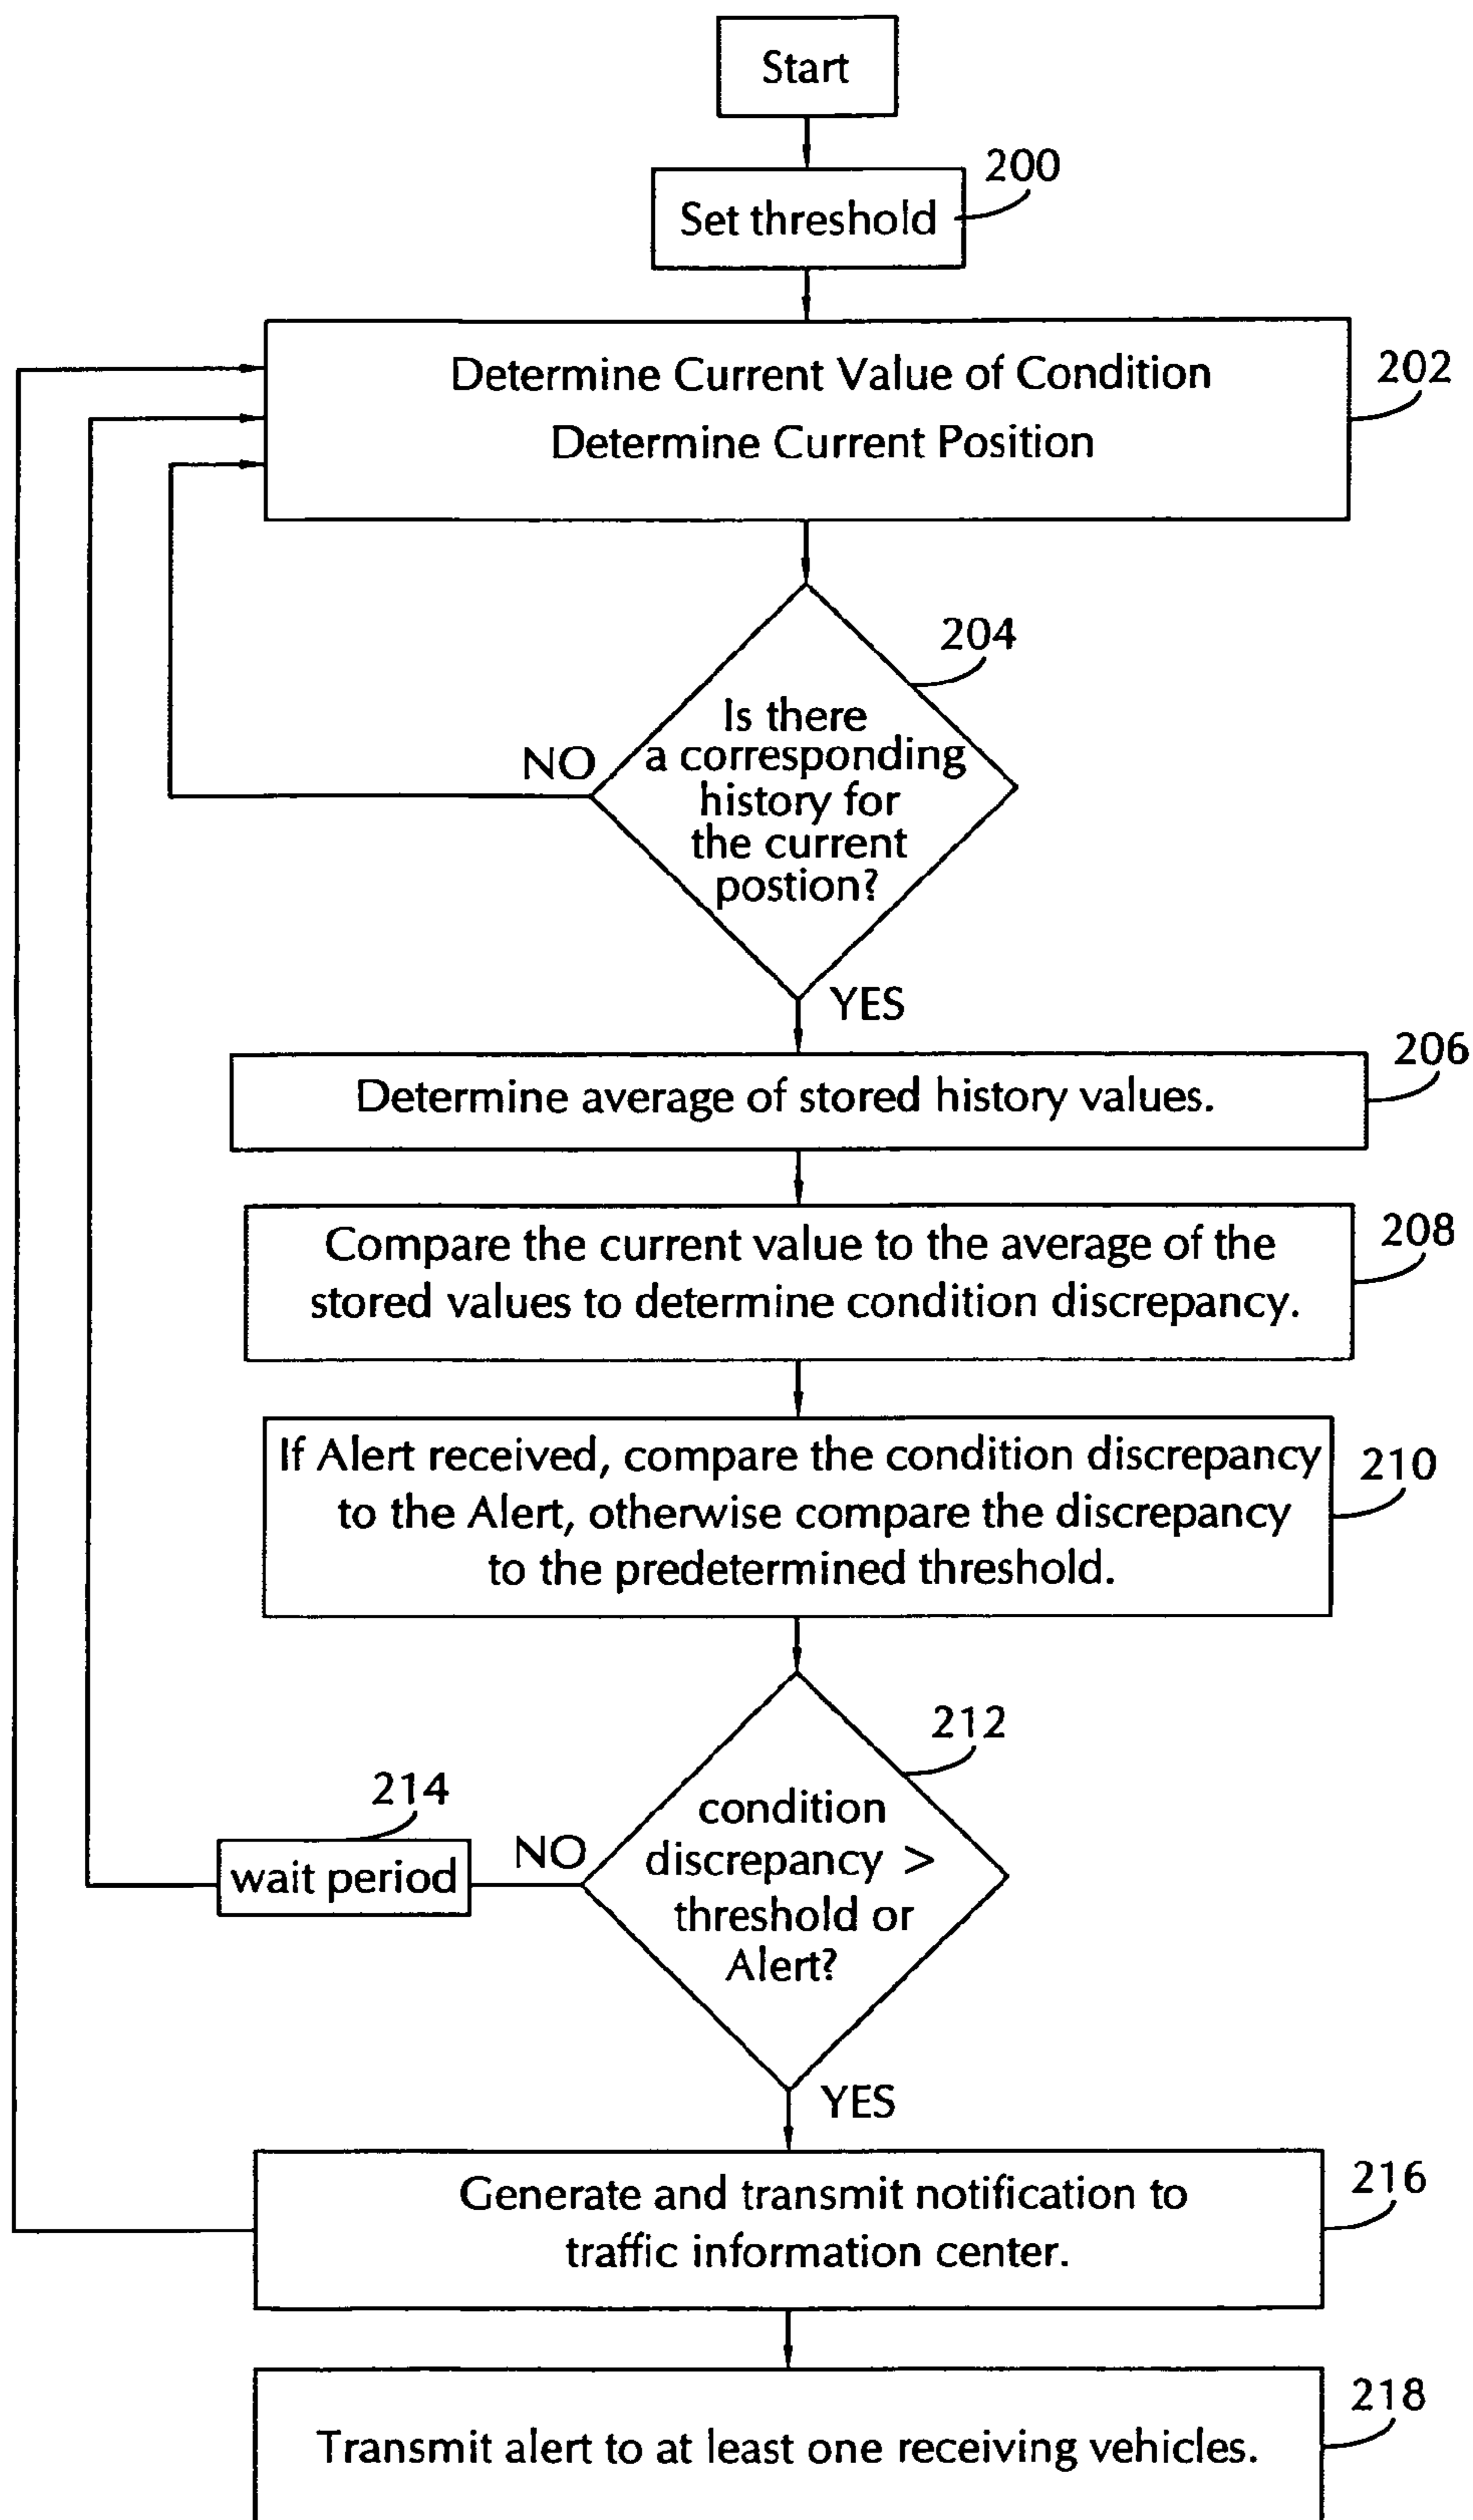 Start
200
Set threshold
202
Determine Current Value of Condition
Determine Current Position
204
Is there
a corresponding
history for
the current
postion?
NO
YES
206
Determine average of stored history values.
208
Compare the current value to the average of the
stored values to determine condition discrepancy.
210
If Alert received, compare the condition discrepancy
to the Alert, otherwise compare the discrepancy
to the predetermined threshold.
212
condition
discrepancy >
threshold or
Alert?
NO
214
wait period
YES
216
Generate and transmit notification to
traffic information center.
218
Transmit alert to at least one receiving vehicles.